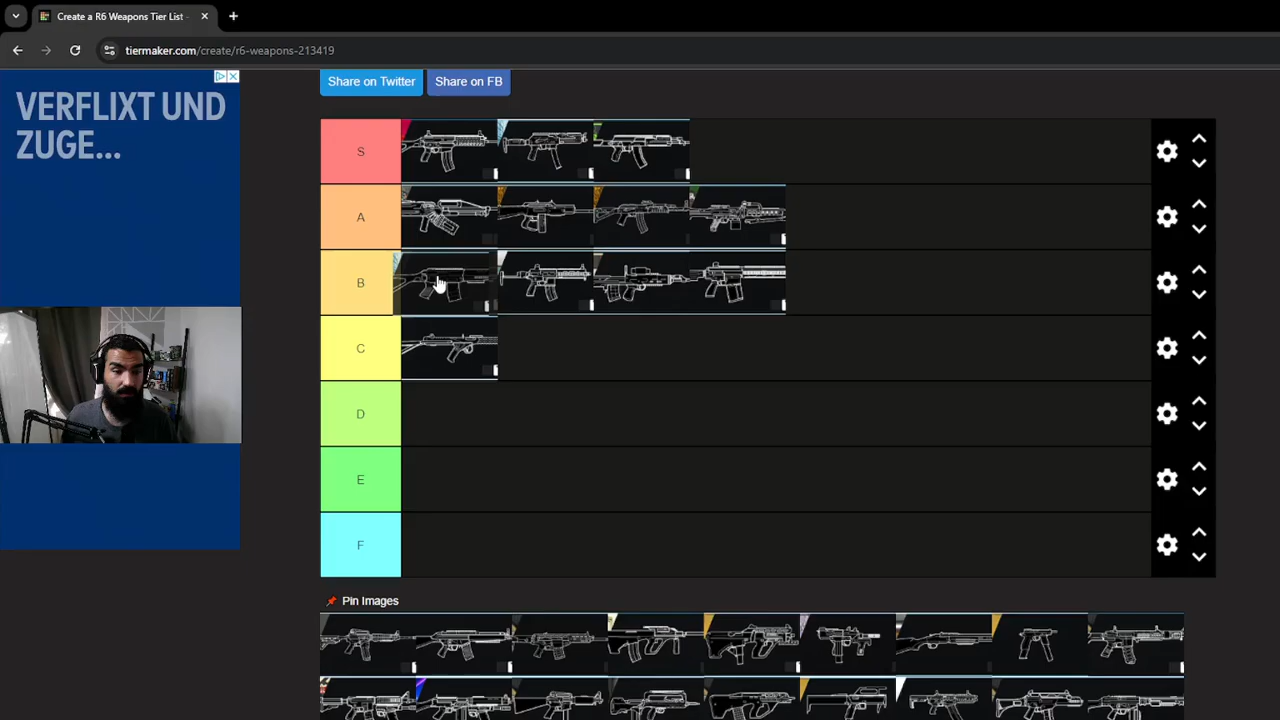 Create a R6 Weapons Tier List -
tiermaker.com/create/r6-weapons-213419
VERFLIXT UND
ZUGE...
Share on Twitter
Share on FB
S
A
B
C
D
E
F
Pin Images